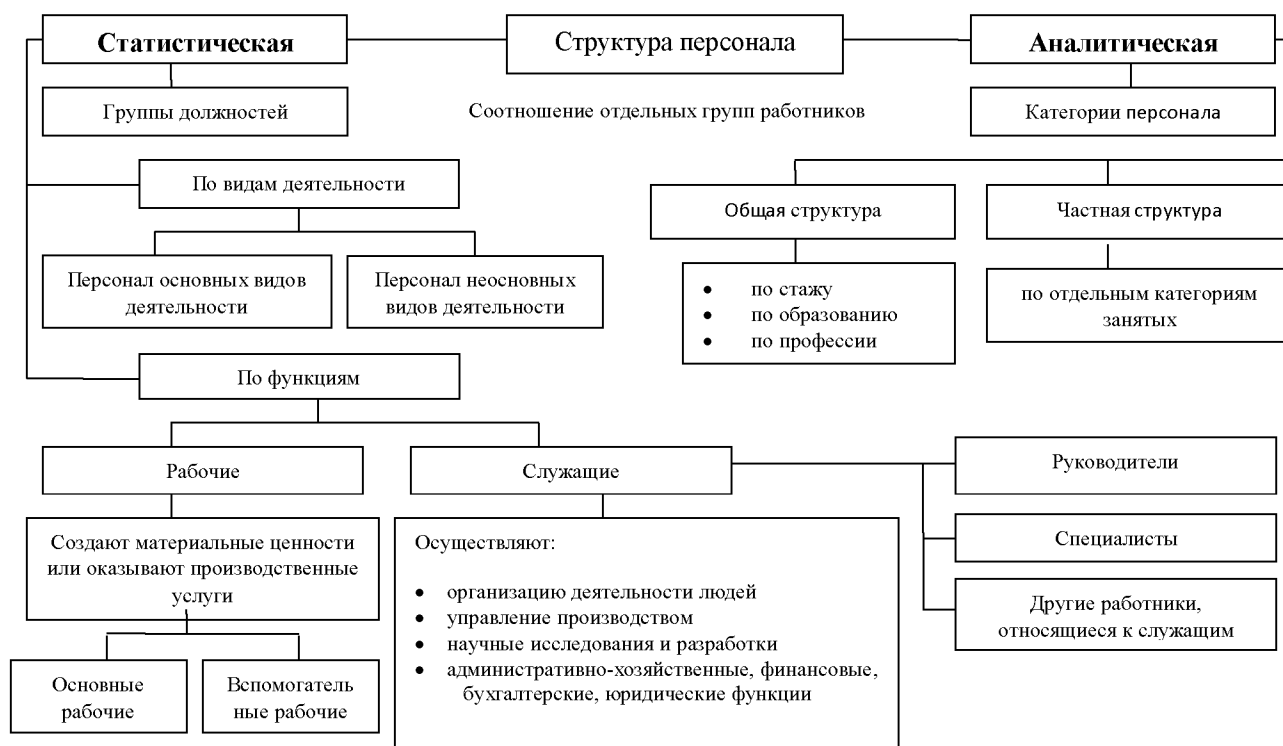 Статистическая
Структура персонала
Аналитическая
Группы должностей
Соотношение отдельных групп работников
Категории персонала
По видам деятельности
Общая структура
Частная структура
Персонал основных видов
деятельности
Персонал неосновных
видов деятельности
• по стажу
• по образованию
• по профессии
по отдельным категориям
занятых
По функциям
Рабочие
Служащие
Руководители
Создают материальные ценности
или оказывают производственные
услуги
Осуществляют:
• организацию деятельности людей
• управление производством
• научные исследования и разработки
• административно-хозяйственные, финансовые,
бухгалтерские, юридические функции
Специалисты
Другие работники,
относящиеся к служащим
Основные
рабочие
Вспомогатель
ные рабочие